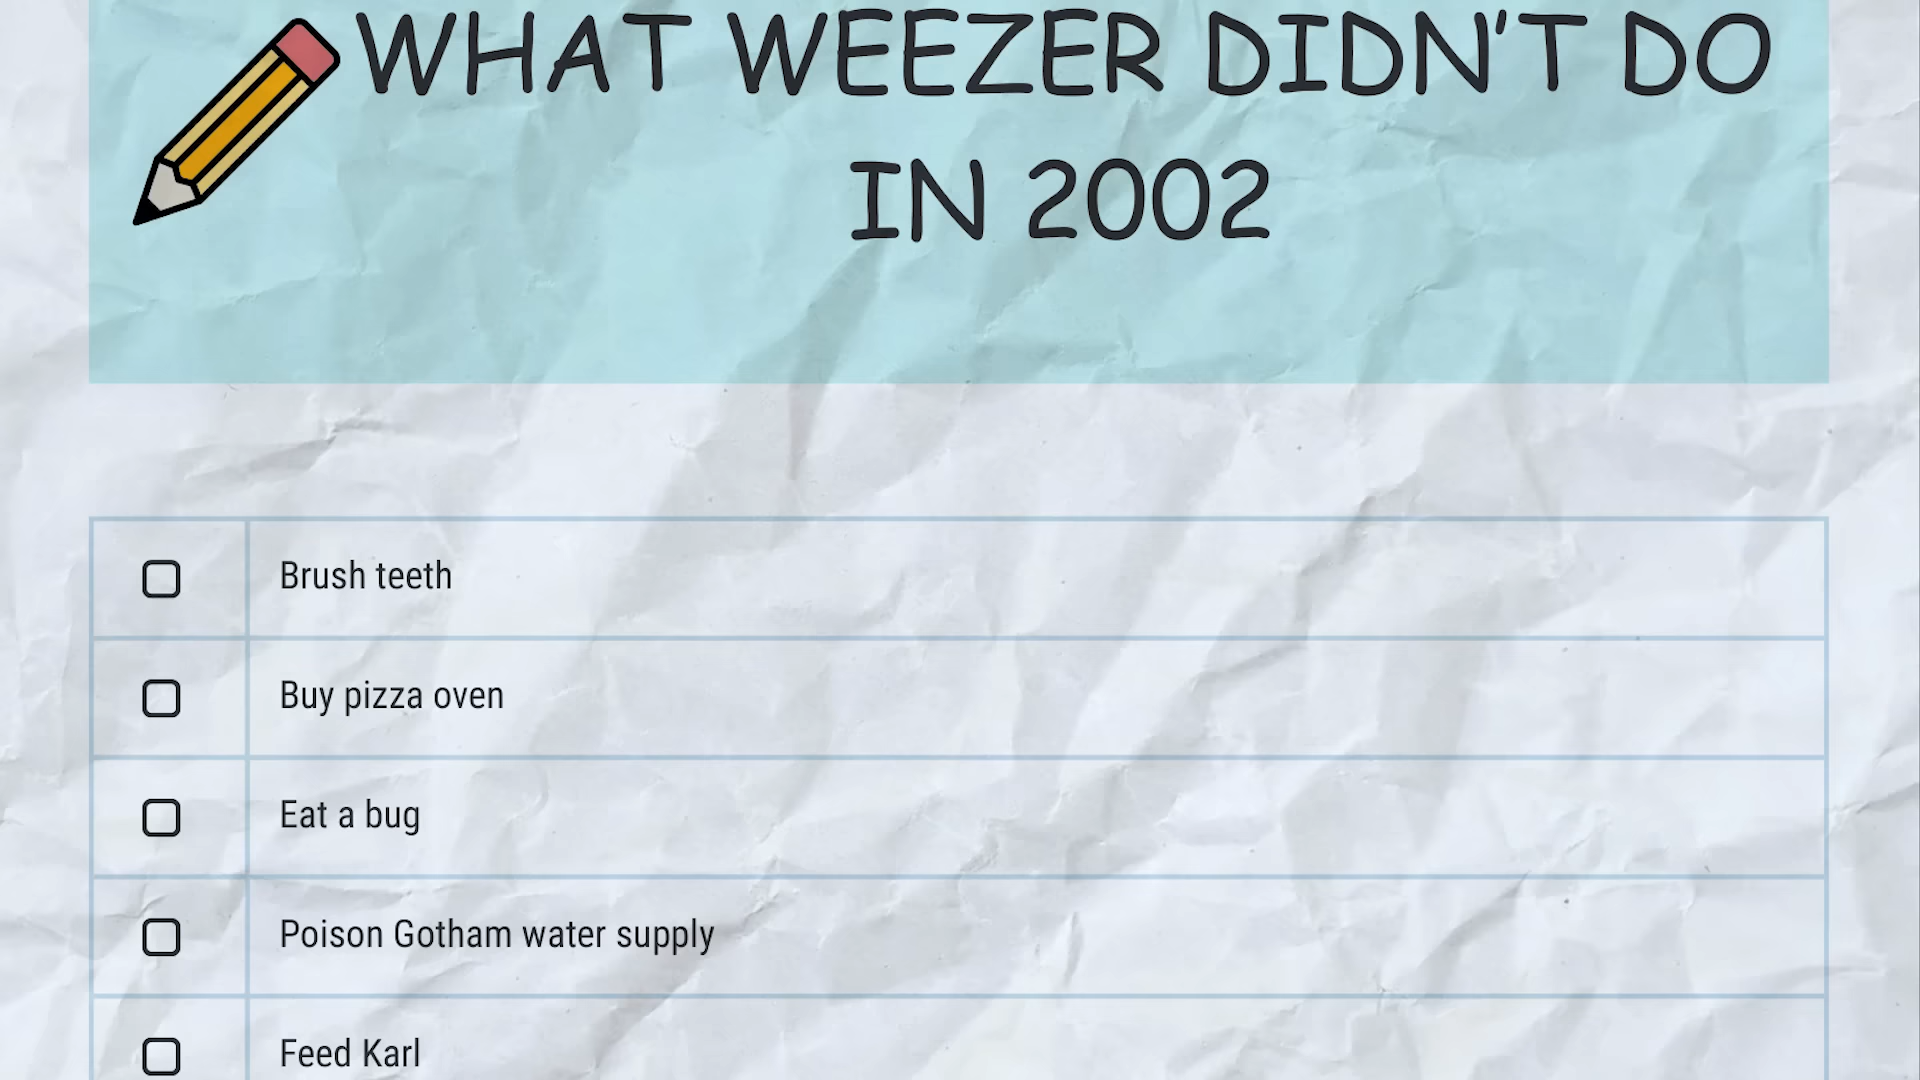 WHAT WEEZER DIDN'T DO
IN 2002
Brush teeth
Buy pizza oven
Eat a bug
Poison Gotham water supply
Feed Karl